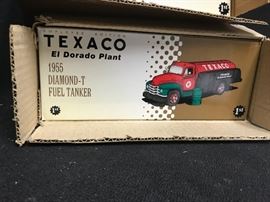 TEXACO
El Dorado Plant
1955
DIAMOND-T
FUEL TANKER
TEXACO
1st
1st